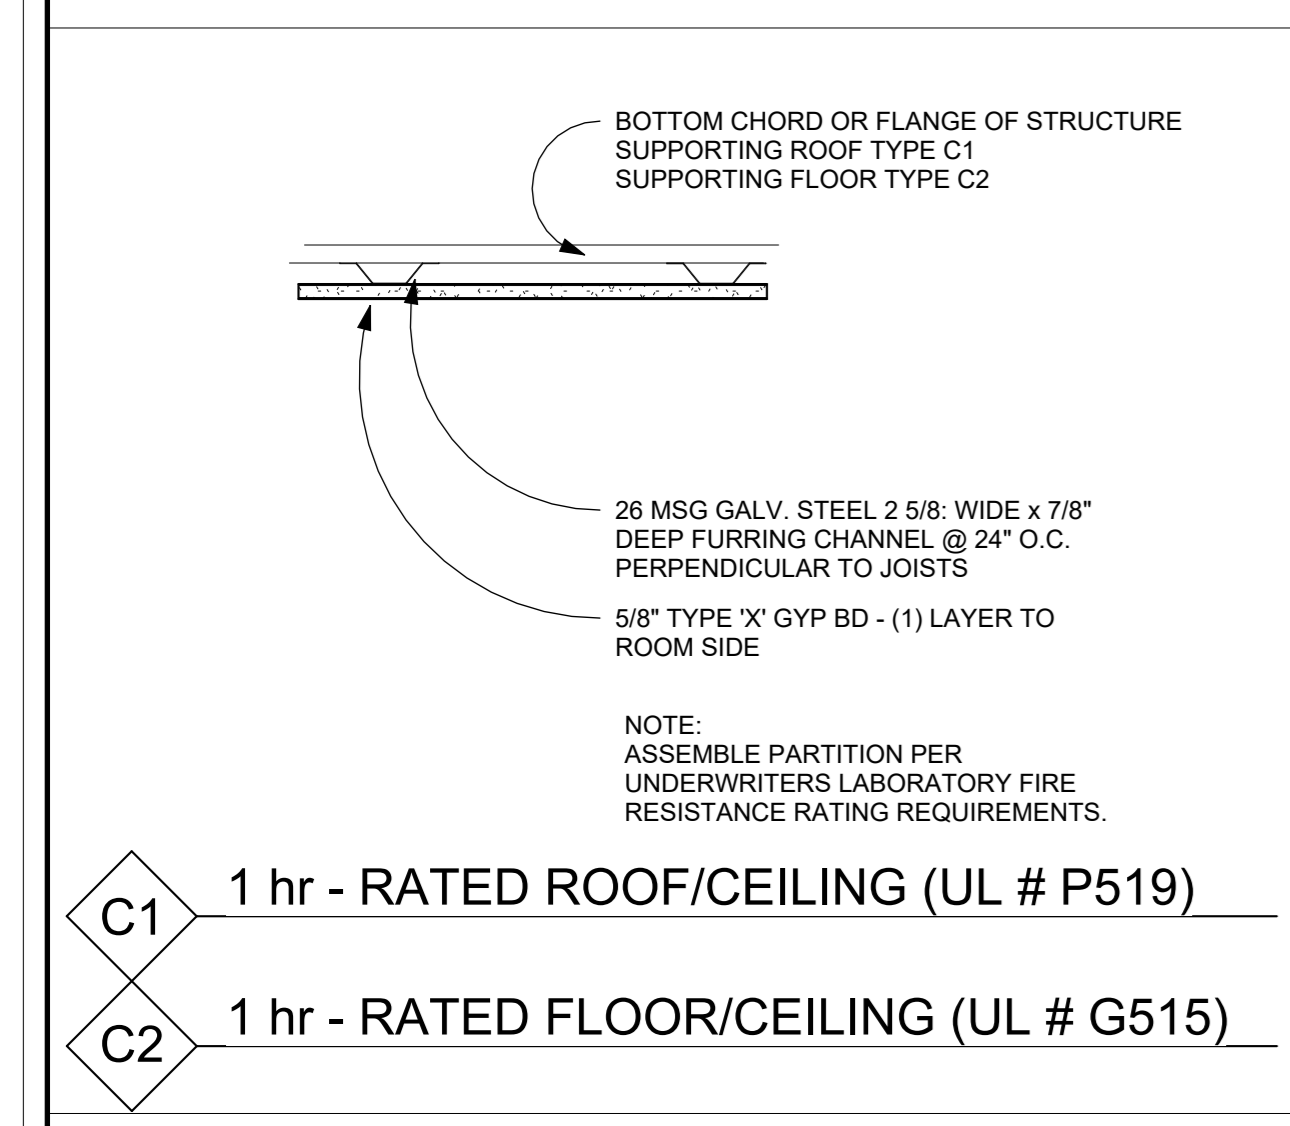 BOTTOM CHORD OR FLANGE OF STRUCTURE
SUPPORTING ROOF TYPE C1
SUPPORTING FLOOR TYPE C2
26 MSG GALV. STEEL 2 5/8: WIDE x 7/8"
DEEP FURRING CHANNEL @ 24" O.C.
PERPENDICULAR TO JOISTS
5/8" TYPE 'X' GYP BD - (1) LAYER TO
ROOM SIDE
NOTE:
ASSEMBLE PARTITION PER
UNDERWRITERS LABORATORY FIRE
RESISTANCE RATING REQUIREMENTS.
C1 1 hr - RATED ROOF/CEILING (UL # P519)
C2 1 hr - RATED FLOOR/CEILING (UL # G515)